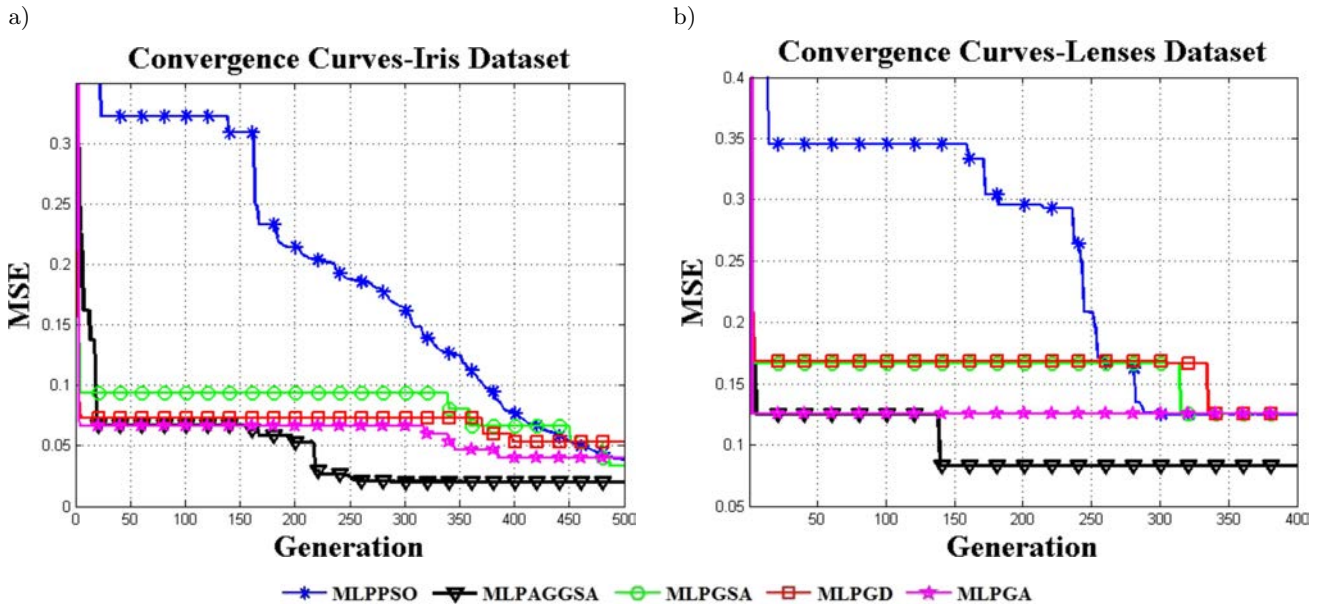 a)
b)
Convergence Curves-Iris Dataset
Convergence Curves-Lenses Dataset
MSE
0.3
0.25
0.2
0.15
0.1
0.05
0
0 50 100 150 200 250 300 350 400 450 500
Generation
MSE
0.4
0.35
0.3
0.25
0.2
0.15
0.1
0.05
50 100 150 200 250 300 350 400
Generation
MLPPSO MLPAGGSA MLPGSA MLPGD MLPGA